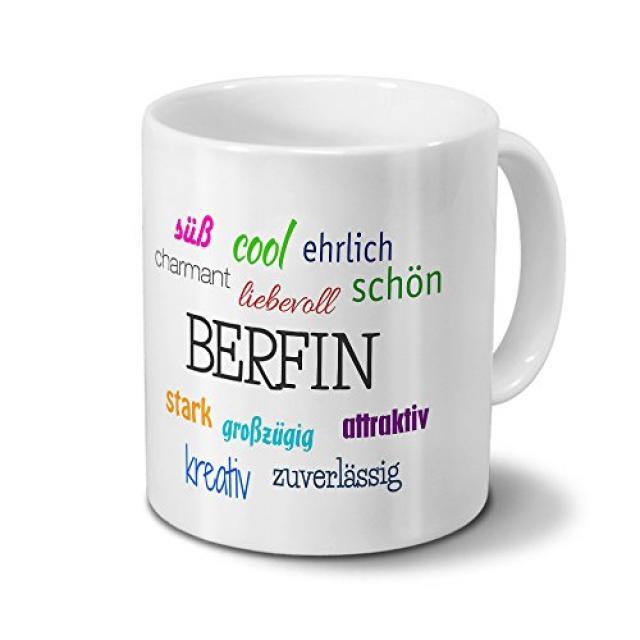 süß cool ehrlich
charmant liebevoll schön
BERFIN
stark großzügig attraktiv
kreativ zuverlässig